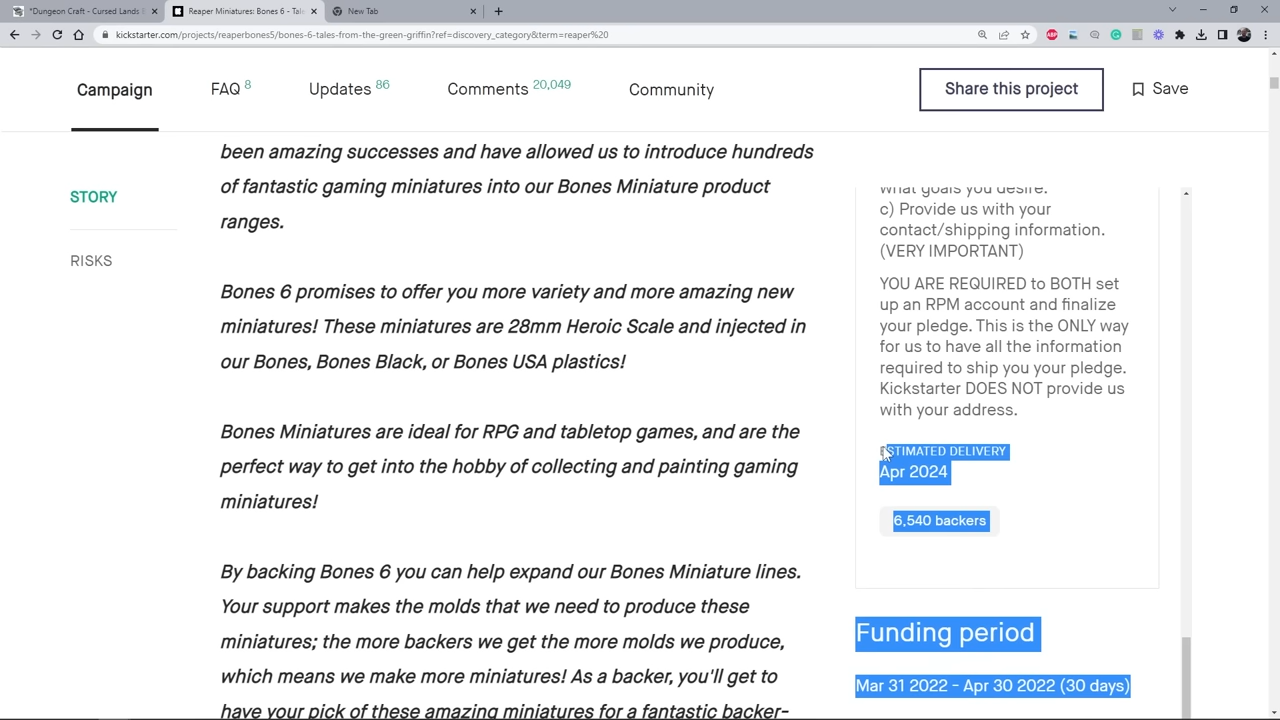 *Dungeon Craft - Cursed Lands
Reaper Miniatures: Bones 6 - Tale
New Tab
kickstarter.com/projects/reaperbones5/bones-6-tales-from-the-green-griffin?ref=discovery_category&term=reaper%20
Campaign
FAQ 8
Updates 86
Comments 20,049
Community
Share this project
Save
STORY
RISKS
been amazing successes and have allowed us to introduce hundreds
of fantastic gaming miniatures into our Bones Miniature product
ranges.
Bones 6 promises to offer you more variety and more amazing new
miniatures! These miniatures are 28mm Heroic Scale and injected in
our Bones, Bones Black, or Bones USA plastics!
Bones Miniatures are ideal for RPG and tabletop games, and are the
perfect way to get into the hobby of collecting and painting gaming
miniatures!
By backing Bones 6 you can help expand our Bones Miniature lines.
Your support makes the molds that we need to produce these
miniatures; the more backers we get the more molds we produce,
which means we make more miniatures! As a backer, you'll get to
have your pick of these amazing miniatures for a fantastic backer-
what goals you desire.
c) Provide us with your
contact/shipping information.
(VERY IMPORTANT)
YOU ARE REQUIRED to BOTH set
up an RPM account and finalize
your pledge. This is the ONLY way
for us to have all the information
required to ship you your pledge.
Kickstarter DOES NOT provide us
with your address.
ESTIMATED DELIVERY
Apr 2024
6,540 backers
Funding period
Mar 31 2022 - Apr 30 2022 (30 days)